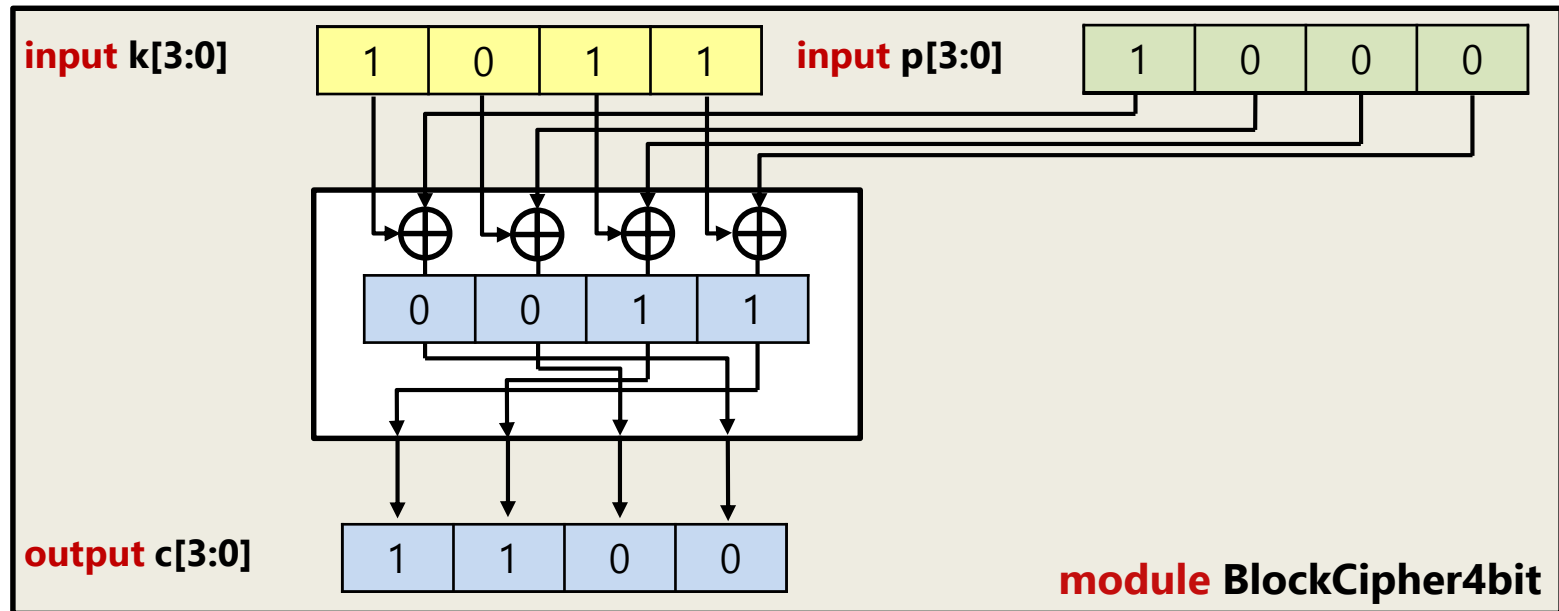 input k[3:0] 1 0 1 1 input p[3:0] 1 0 0 0
0 0 1 1
output c[3:0] 1 1 0 0
module BlockCipher4bit